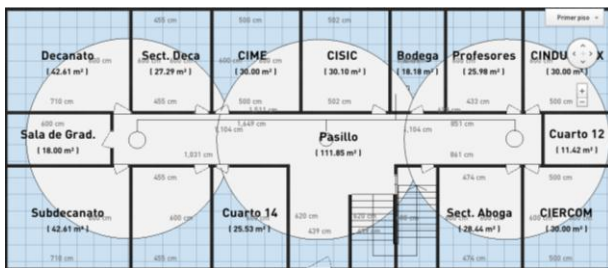 455 cm
500 cm
502 cm
Primer piso
Decanato
( 42.61 m² )
Sect. Deca
( 27.29 m² )
CIME
( 30.00 m² )
CISIC
( 30.10 m² )
Bodega
( 18.18 m² )
Profesores
( 25.98 m² )
X
( 30.00 m² )
600 cm
600 cm
710 cm
455 cm
500 cm
502 cm
433 cm
500 cm
600 cm
1,649 cm
1,104 cm
851 cm
Sala de Grad.
( 18.00 m² )
Pasillo
( 111.85 m² )
Cuarto 12
( 11.42 m² )
1,031 cm
861 cm
455 cm
474 cm
500 cm
Subdecanato
( 42.61 m² )
600 cm
Cuarto 14
( 25.53 m² )
620 cm
439 cm
Sect. Aboga
( 28.44 m² )
600 cm
CIERCOM
( 30.00 m² )
710 cm
455 cm
474 cm
500 cm